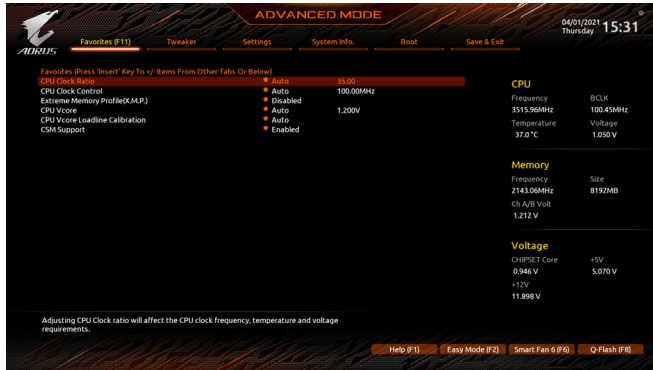 ADVANCED MODE
04/01/2021
Thursday
15:31
AORUS
Favorites (F11) Tweaker Settings System Info. Boot Save & Exit
Favorites (Press 'Insert' Key To +/- Items From Other Tabs Or Below)
CPU Clock Ratio Auto 35.00
CPU Clock Control Auto 100.00MHz
Extreme Memory Profile(X.M.P.) Disabled
CPU Vcore Auto 1.200V
CPU Vcore Loadline Calibration Auto
CSM Support Enabled
CPU
Frequency BCLK
3515.96MHz 100.45MHz
Temperature Voltage
37.0 °C 1.050 V
Memory
Frequency Size
2143.06MHz 8192MB
Ch A/B Volt
1.212 V
Voltage
CHIPSET Core +5V
0.946 V 5.070 V
+12V
11.898 V
Adjusting CPU Clock ratio will affect the CPU clock frequency, temperature and voltage
requirements.
Help (F1) Easy Mode (F2) Smart Fan 6 (F6) Q-Flash (F8)